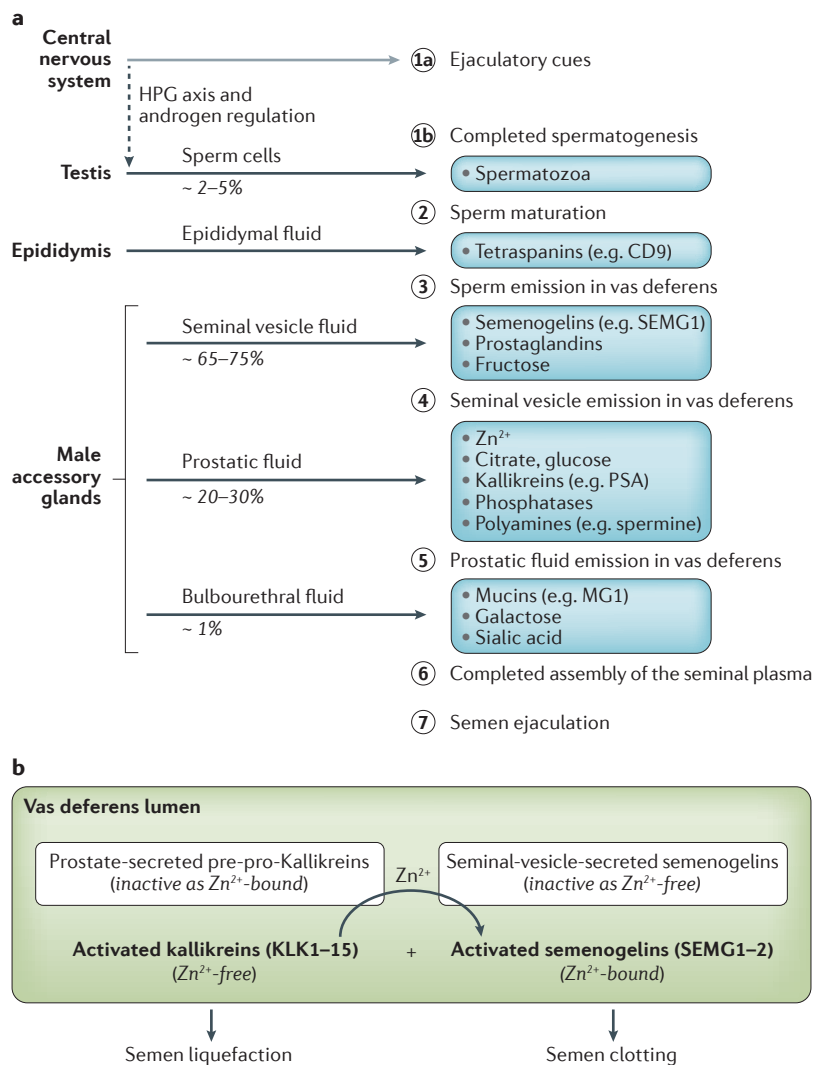 a
Central
nervous
system
1a Ejaculatory cues
HPG axis and
androgen regulation
1b Completed spermatogenesis
Testis
Sperm cells
~ 2–5%
• Spermatozoa
2 Sperm maturation
Epididymis
Epididymal fluid
• Tetraspanins (e.g. CD9)
3 Sperm emission in vas deferens
Male
accessory
glands
Seminal vesicle fluid
~ 65–75%
• Semenogelins (e.g. SEMG1)
• Prostaglandins
• Fructose
4 Seminal vesicle emission in vas deferens
Prostatic fluid
~ 20–30%
• Zn²⁺
• Citrate, glucose
• Kallikreins (e.g. PSA)
• Phosphatases
• Polyamines (e.g. spermine)
5 Prostatic fluid emission in vas deferens
Bulbourethral fluid
~ 1%
• Mucins (e.g. MG1)
• Galactose
• Sialic acid
6 Completed assembly of the seminal plasma
7 Semen ejaculation
b
Vas deferens lumen
Prostate-secreted pre-pro-Kallikreins
(inactive as Zn²⁺-bound)
Zn²⁺
Seminal-vesicle-secreted semenogelins
(inactive as Zn²⁺-free)
Activated kallikreins (KLK1–15)
(Zn²⁺-free)
+
Activated semenogelins (SEMG1–2)
(Zn²⁺-bound)
Semen liquefaction
Semen clotting